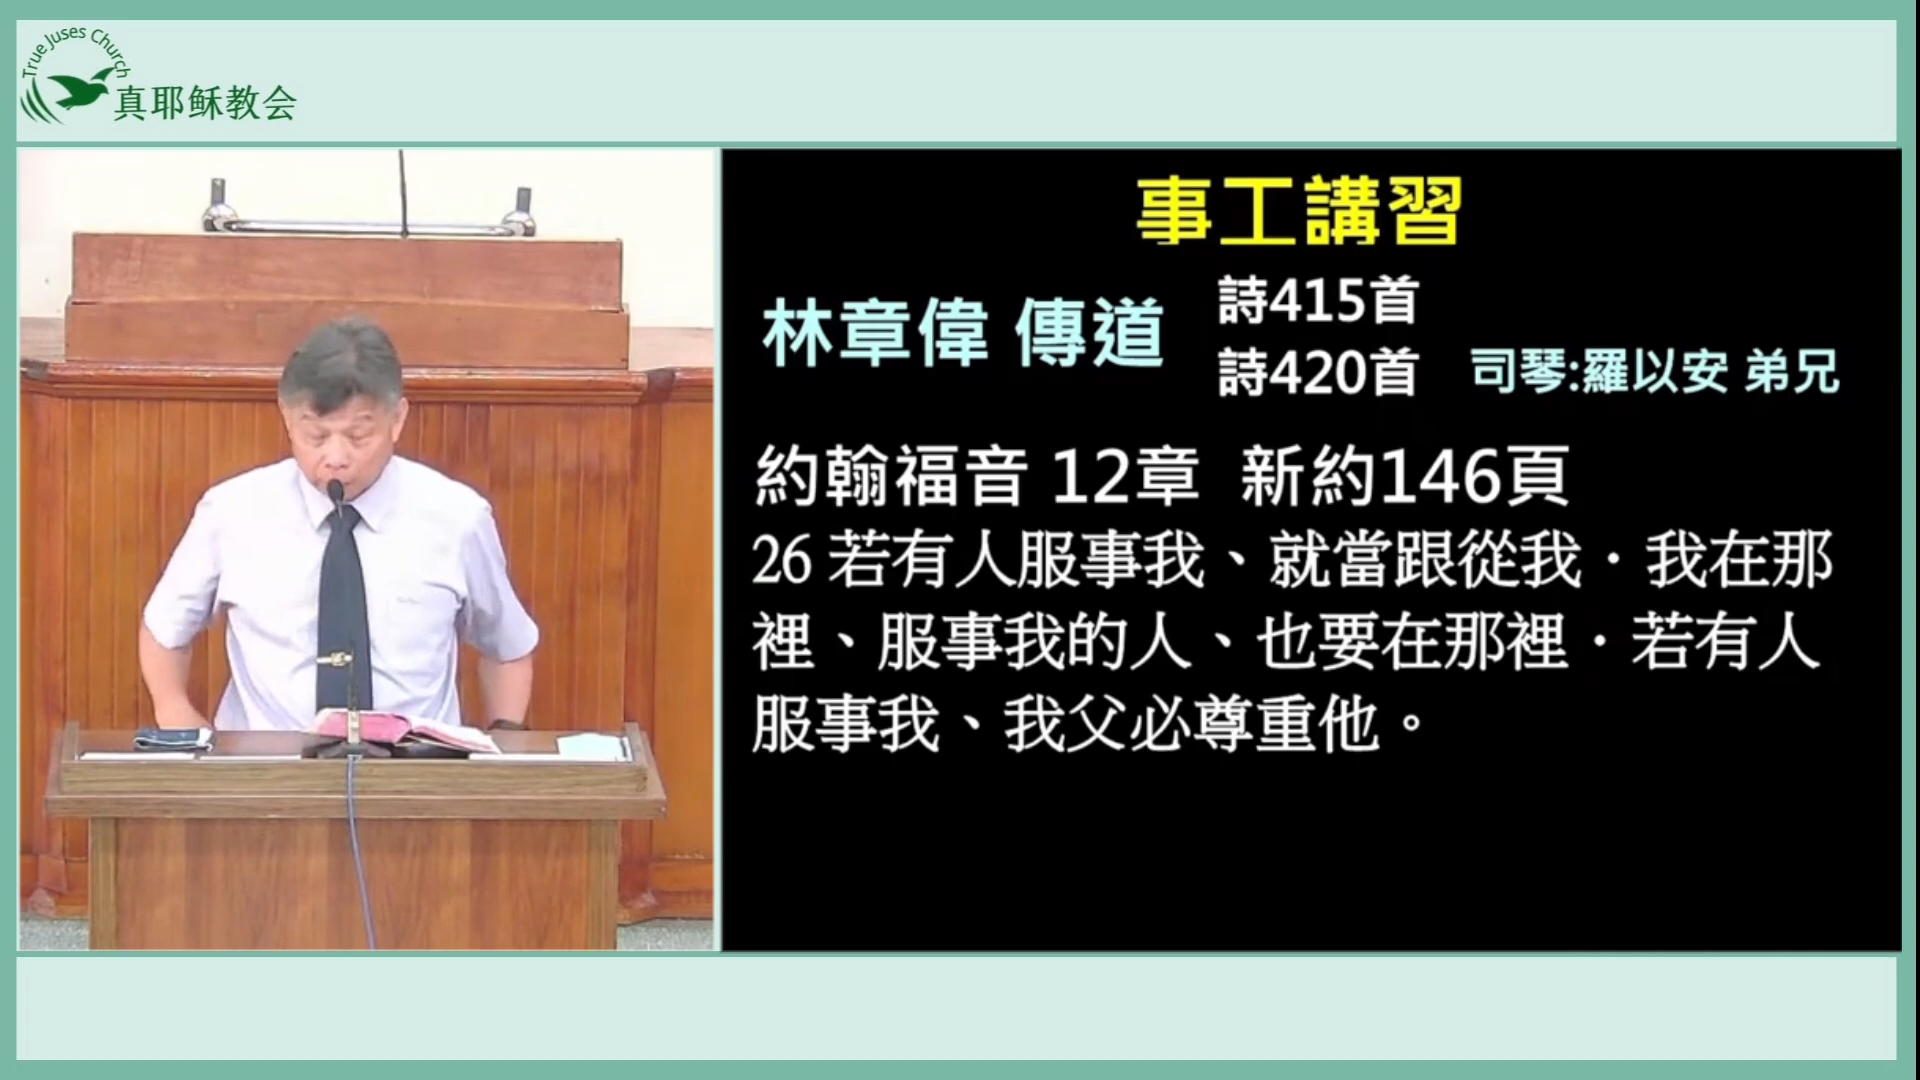 True Juses Church
真耶稣教会
事工講習
林章偉 傳道
詩415首
詩420首 司琴:羅以安 弟兄
約翰福音 12章 新約146頁
26 若有人服事我、就當跟從我．我在那
裡、服事我的人、也要在那裡．若有人
服事我、我父必尊重他。